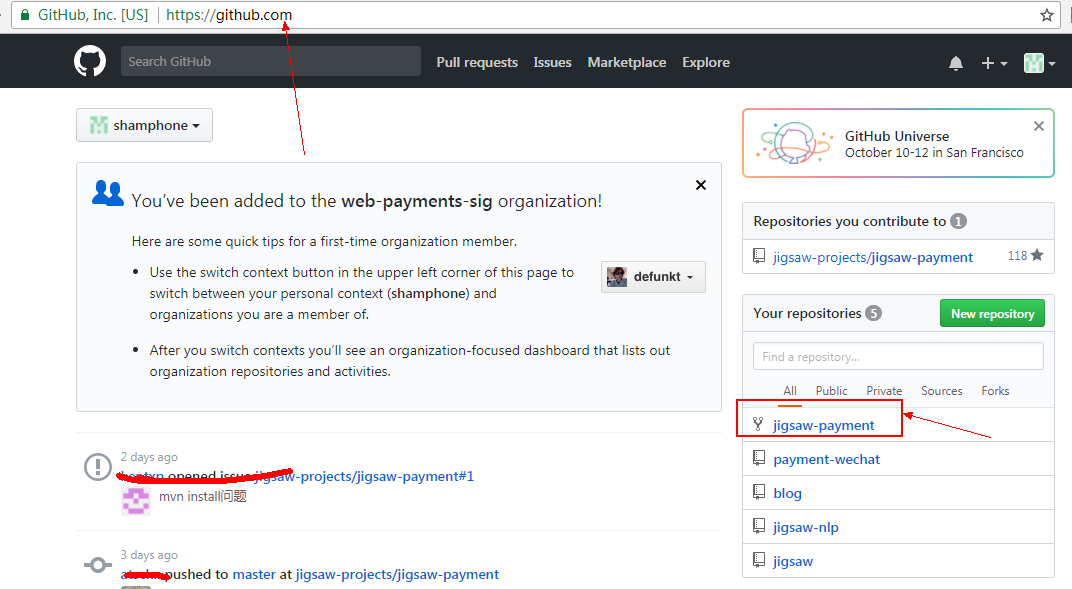 GitHub, Inc. [US] | https://github.com
Search GitHub
Pull requests Issues Marketplace Explore
shamphone
GitHub Universe
October 10-12 in San Francisco
You've been added to the web-payments-sig organization!
Here are some quick tips for a first-time organization member.
Use the switch context button in the upper left corner of this page to
switch between your personal context (shamphone) and
organizations you are a member of.
defunkt
After you switch contexts you'll see an organization-focused dashboard that lists out
organization repositories and activities.
Repositories you contribute to 1
jigsaw-projects/jigsaw-payment 118
Your repositories 5 New repository
Find a repository...
All Public Private Sources Forks
jigsaw-payment
payment-wechat
blog
jigsaw-nlp
jigsaw
2 days ago
opened issue jigsaw-projects/jigsaw-payment#1
mvn install问题
3 days ago
pushed to master at jigsaw-projects/jigsaw-payment